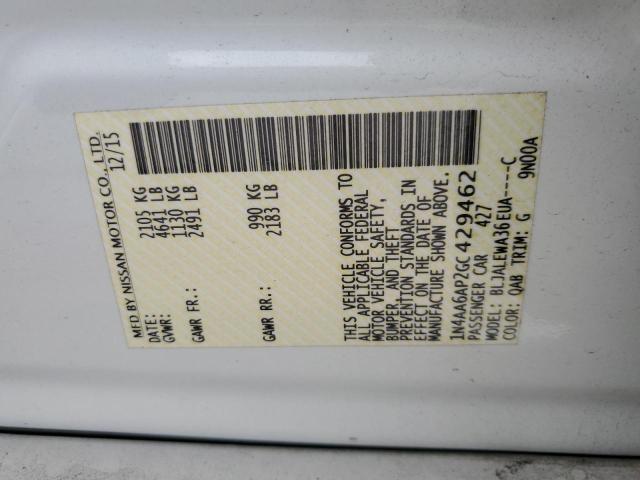 MFD BY NISSAN MOTOR CO., LTD.
DATE: 12/15
GVWR: 2105 KG
4641 LB
GAWR FR.: 1130 KG
2491 LB
GAWR RR.: 990 KG
2183 LB
THIS VEHICLE CONFORMS TO
ALL APPLICABLE FEDERAL
MOTOR VEHICLE SAFETY,
BUMPER, AND THEFT
PREVENTION STANDARDS IN
EFFECT ON THE DATE OF
MANUFACTURE SHOWN ABOVE.
1N4AA6AP2GC429462
PASSENGER CAR 427
MODEL: BLJALEWA36EUA----C
COLOR: QAB TRIM: G 9N00A